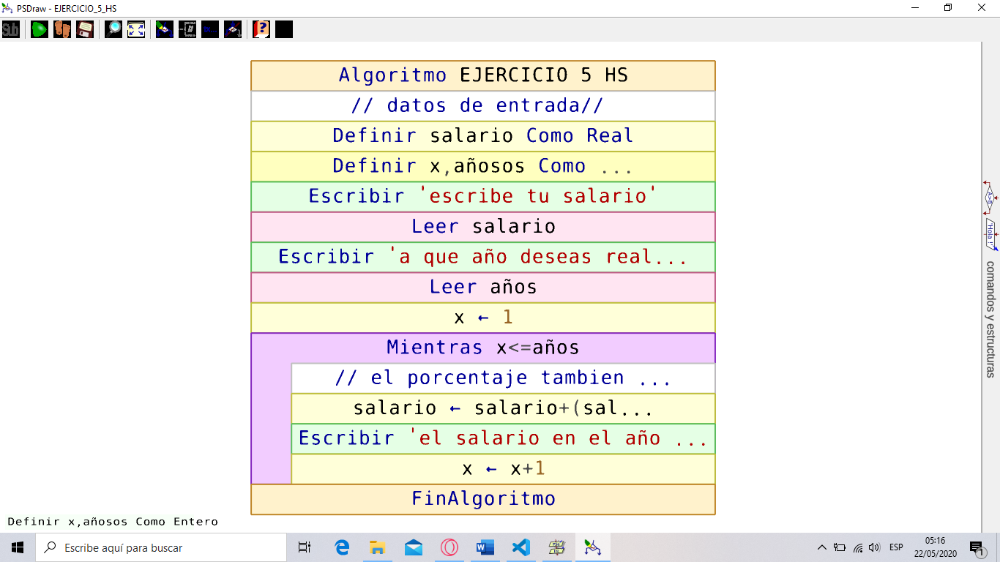 PSDraw - EJERCICIO_5_HS
Sub
Algoritmo EJERCICIO 5 HS
// datos de entrada//
Definir salario Como Real
Definir x,añosos Como ...
Escribir 'escribe tu salario'
Leer salario
Escribir 'a que año deseas real...
Leer años
x ← 1
Mientras x<=años
// el porcentaje tambien ...
salario ← salario+(sal...
Escribir 'el salario en el año ...
x ← x+1
FinAlgoritmo
A>B
'Hola !'
comandos y estructuras
Definir x,añosos Como Entero
Escribe aquí para buscar
ESP
05:16
22/05/2020
1